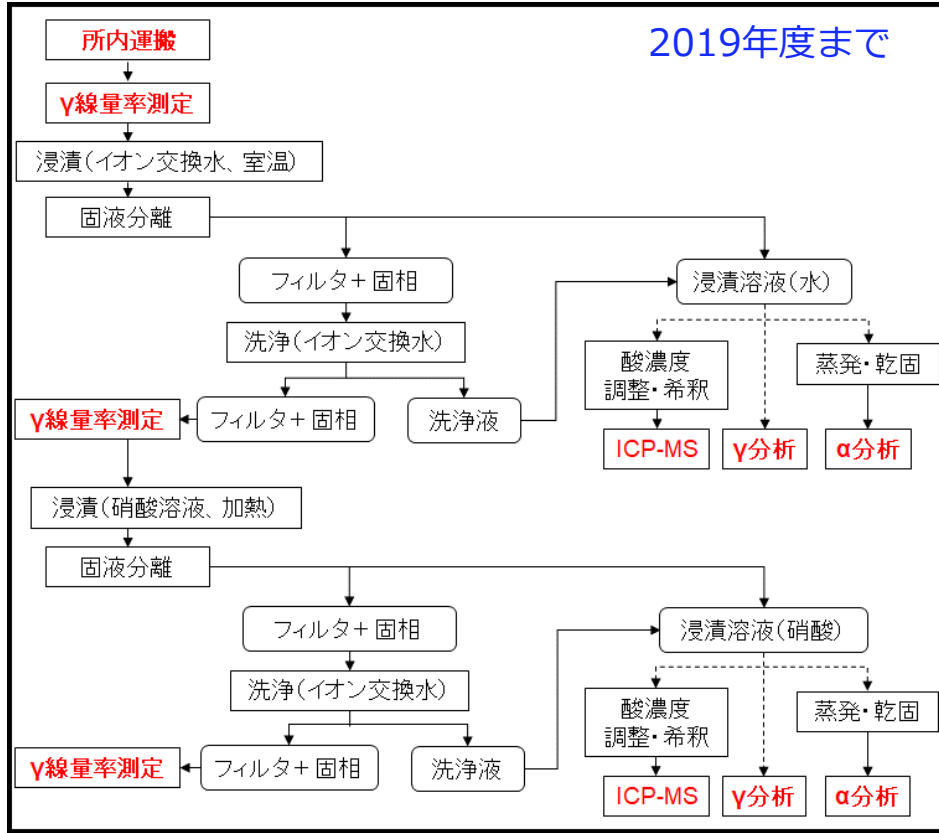 2019年度まで
所内運搬
γ線量率測定
浸漬(イオン交換水、室温)
固液分離
フィルタ+固相
浸漬溶液(水)
洗浄(イオン交換水)
酸濃度
調整・希釈
蒸発・乾固
γ線量率測定
フィルタ+固相
洗浄液
ICP-MS
γ分析
α分析
浸漬(硝酸溶液、加熱)
固液分離
フィルタ+固相
浸漬溶液(硝酸)
洗浄(イオン交換水)
酸濃度
調整・希釈
蒸発・乾固
γ線量率測定
フィルタ+固相
洗浄液
ICP-MS
γ分析
α分析